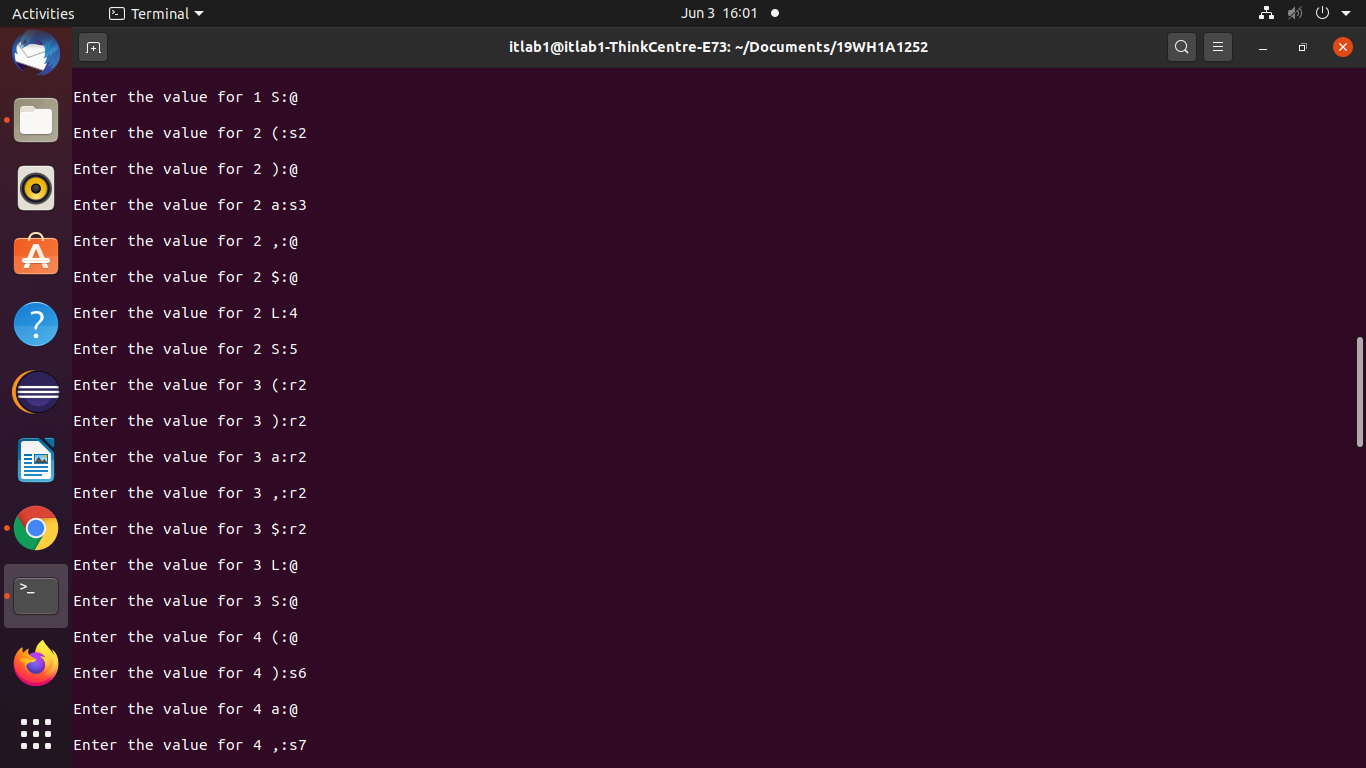 Activities
Terminal
Jun 3 16:01
itlab1@itlab1-ThinkCentre-E73: ~/Documents/19WH1A1252
Enter the value for 1 S:@
Enter the value for 2 (:s2
Enter the value for 2 ):@
Enter the value for 2 a:s3
Enter the value for 2 ,:@
Enter the value for 2 $:@
Enter the value for 2 L:4
Enter the value for 2 S:5
Enter the value for 3 (:r2
Enter the value for 3 ):r2
Enter the value for 3 a:r2
Enter the value for 3 ,:r2
Enter the value for 3 $:r2
Enter the value for 3 L:@
Enter the value for 3 S:@
Enter the value for 4 (:@
Enter the value for 4 ):s6
Enter the value for 4 a:@
Enter the value for 4 ,:s7